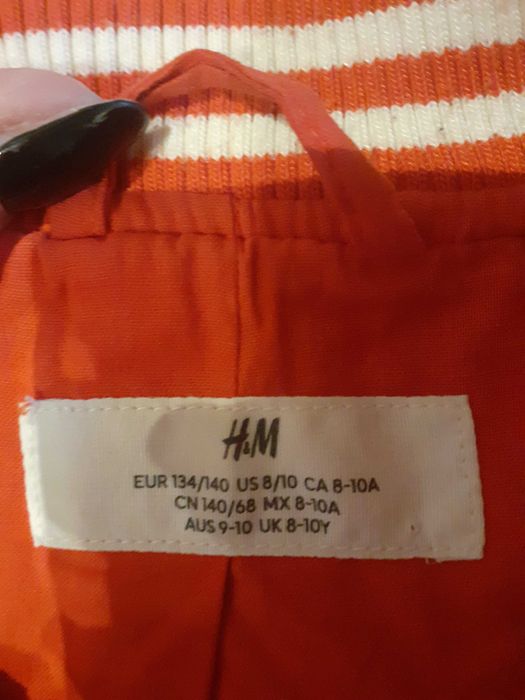 H&M
EUR 134/140 US 8/10 CA 8-10A
CN 140/68 MX 8-10A
AUS 9-10 UK 8-10Y